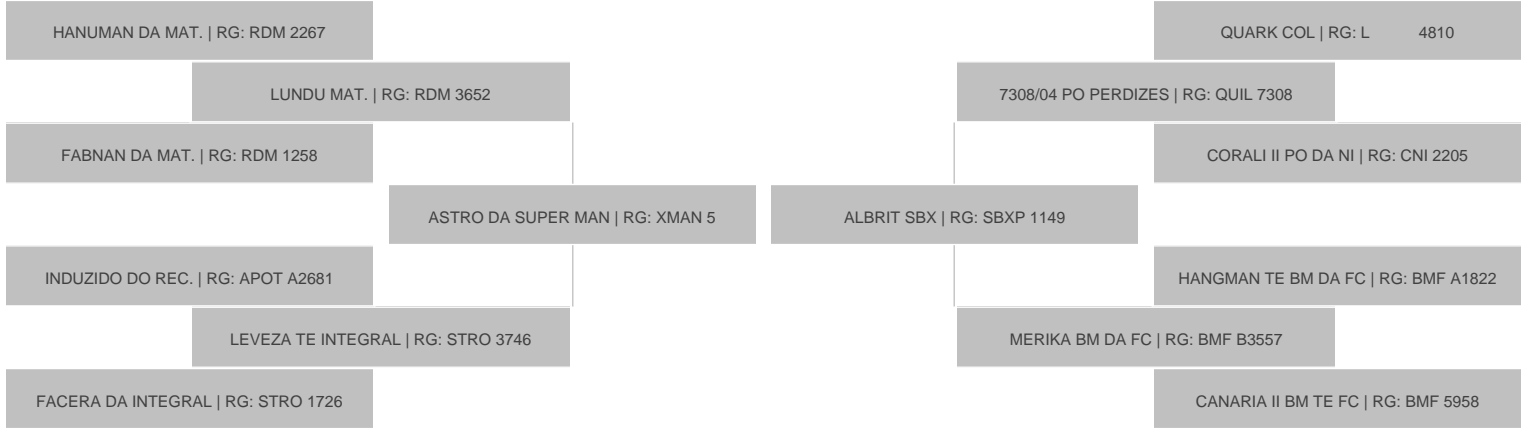 HANUMAN DA MAT. | RG: RDM 2267
QUARK COL | RG: L 4810
LUNDU MAT. | RG: RDM 3652
7308/04 PO PERDIZES | RG: QUIL 7308
FABNAN DA MAT. | RG: RDM 1258
CORALI II PO DA NI | RG: CNI 2205
ASTRO DA SUPER MAN | RG: XMAN 5
ALBRIT SBX | RG: SBXP 1149
INDUZIDO DO REC. | RG: APOT A2681
HANGMAN TE BM DA FC | RG: BMF A1822
LEVEZA TE INTEGRAL | RG: STRO 3746
MERIKA BM DA FC | RG: BMF B3557
FACERA DA INTEGRAL | RG: STRO 1726
CANARIA II BM TE FC | RG: BMF 5958